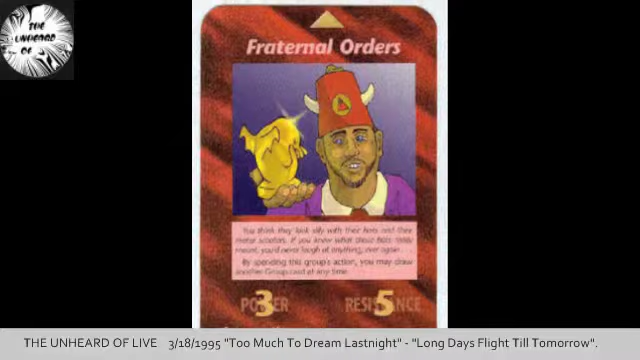 THE
UNHEARD
OF
Fraternal Orders
You think they look silly with their hats and their
motor scooters. If you knew what those hats really
meant, you'd never laugh at anything, ever again . . .
By spending this group's action, you may draw
another Group card at any time.
POWER 3
RESISTANCE 5
THE UNHEARD OF LIVE 3/18/1995 "Too Much To Dream Lastnight" - "Long Days Flight Till Tomorrow".